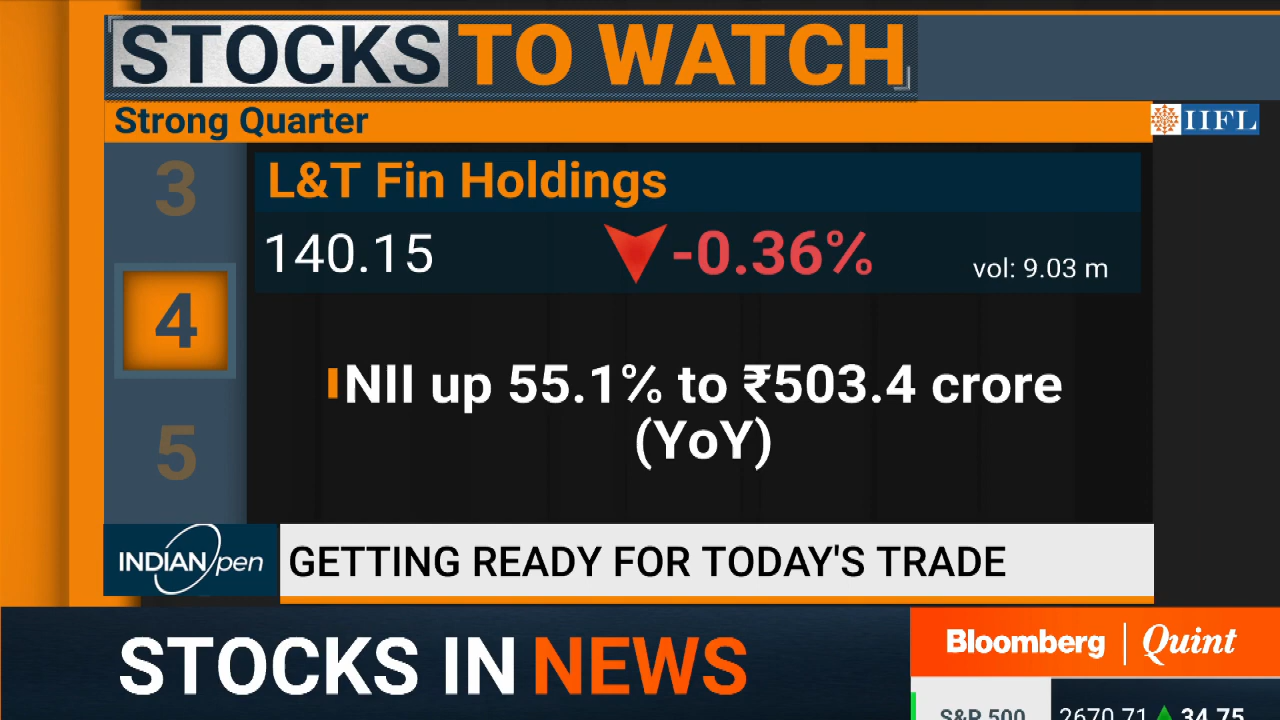 STOCKS TO WATCH
Strong Quarter
IIFL
3
L&T Fin Holdings
140.15 -0.36% vol: 9.03 m
4
NII up 55.1% to ₹503.4 crore
(YoY)
5
INDIAN Open GETTING READY FOR TODAY'S TRADE
STOCKS IN NEWS
Bloomberg | Quint
S&P 500 2670.71 34.75